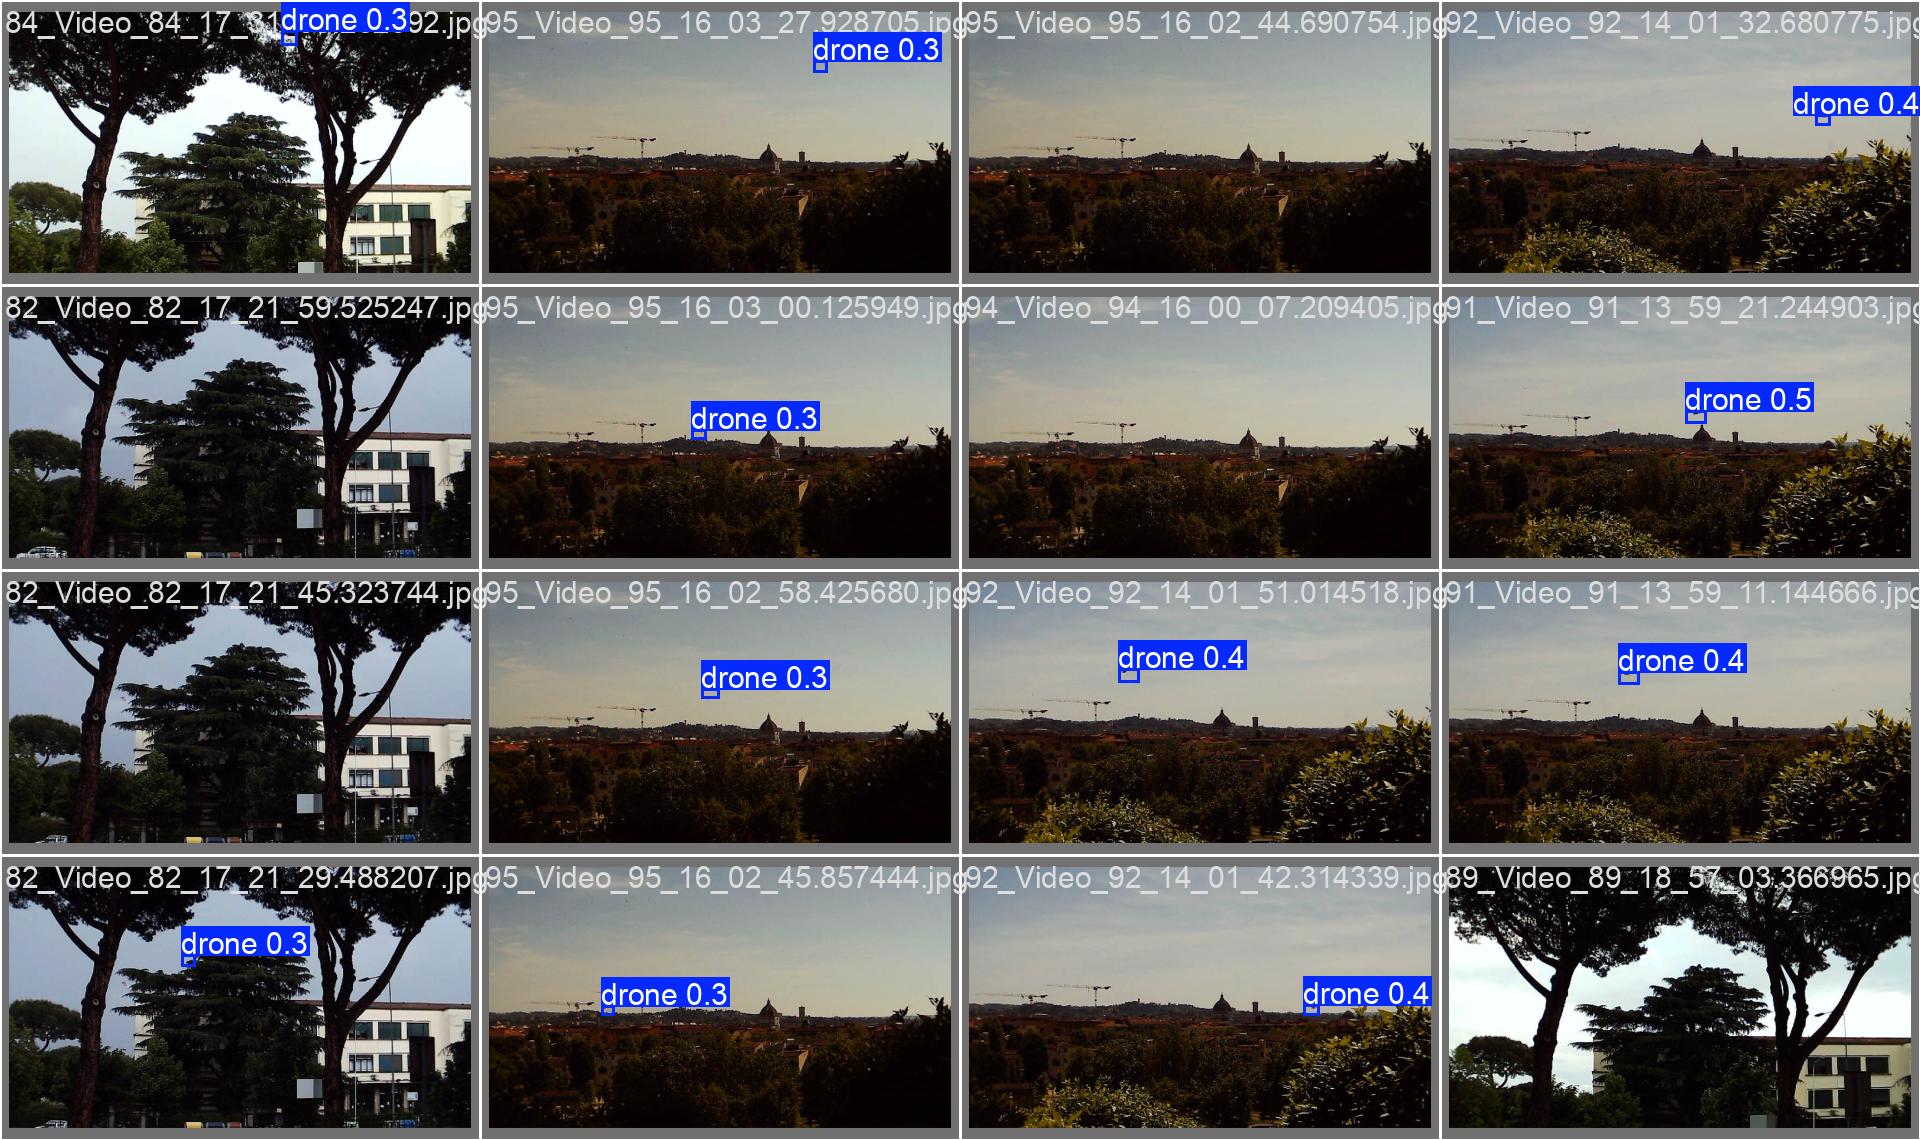 84_Video_84_17_31 92.jpg
drone 0.3
95_Video_95_16_03_27.928705.jpg
drone 0.3
95_Video_95_16_02_44.690754.jpg
92_Video_92_14_01_32.680775.jpg
drone 0.4
82_Video_82_17_21_59.525247.jpg
95_Video_95_16_03_00.125949.jpg
drone 0.3
94_Video_94_16_00_07.209405.jpg
91_Video_91_13_59_21.244903.jpg
drone 0.5
82_Video_82_17_21_45.323744.jpg
95_Video_95_16_02_58.425680.jpg
drone 0.3
92_Video_92_14_01_51.014518.jpg
drone 0.4
91_Video_91_13_59_11.144666.jpg
drone 0.4
82_Video_82_17_21_29.488207.jpg
drone 0.3
95_Video_95_16_02_45.857444.jpg
drone 0.3
92_Video_92_14_01_42.314339.jpg
drone 0.4
89_Video_89_18_57_03.366965.jpg